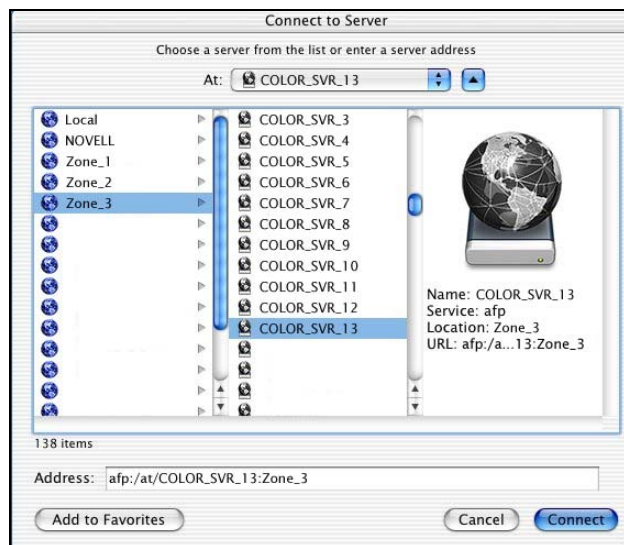 Connect to Server
Choose a server from the list or enter a server address
At: COLOR_SVR_13
Local
NOVELL
Zone_1
Zone_2
Zone_3
COLOR_SVR_3
COLOR_SVR_4
COLOR_SVR_5
COLOR_SVR_6
COLOR_SVR_7
COLOR_SVR_8
COLOR_SVR_9
COLOR_SVR_10
COLOR_SVR_11
COLOR_SVR_12
COLOR_SVR_13
Name: COLOR_SVR_13
Service: afp
Location: Zone_3
URL: afp:/a...13:Zone_3
138 items
Address: afp:/at/COLOR_SVR_13:Zone_3
Add to Favorites
Cancel
Connect